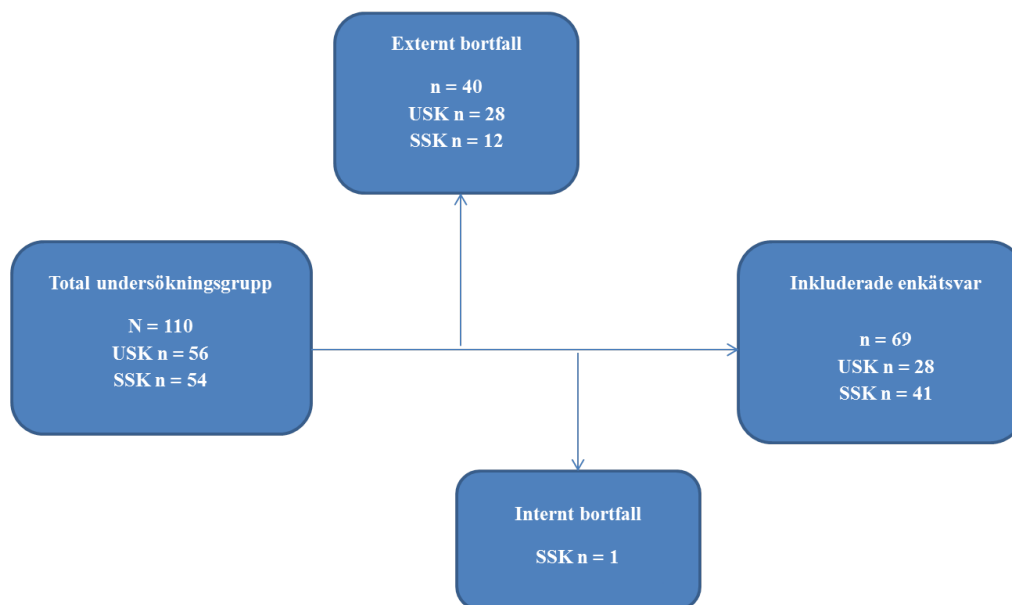 Externt bortfall
n = 40
USK n = 28
SSK n = 12
Total undersökningsgrupp
N = 110
USK n = 56
SSK n = 54
Inkluderade enkätsvar
n = 69
USK n = 28
SSK n = 41
Internt bortfall
SSK n = 1